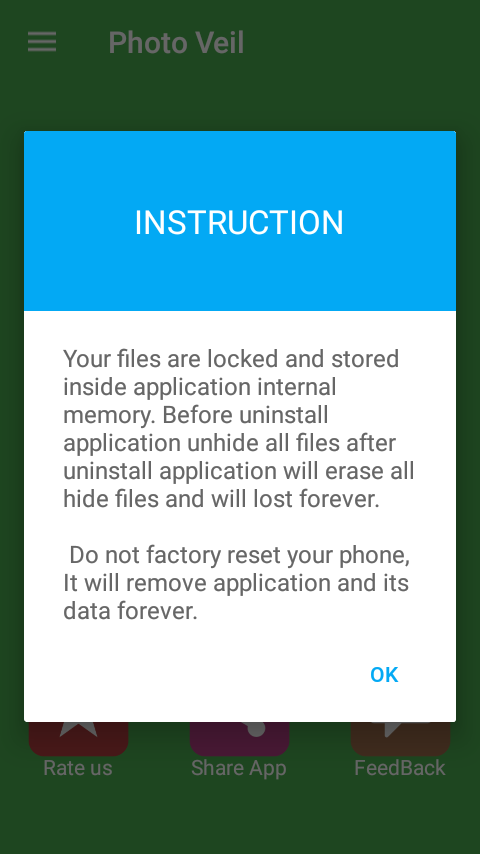 Photo Veil
INSTRUCTION
Your files are locked and stored
inside application internal
memory. Before uninstall
application unhide all files after
uninstall application will erase all
hide files and will lost forever.
Do not factory reset your phone,
It will remove application and its
data forever.
OK
Rate us
Share App
FeedBack